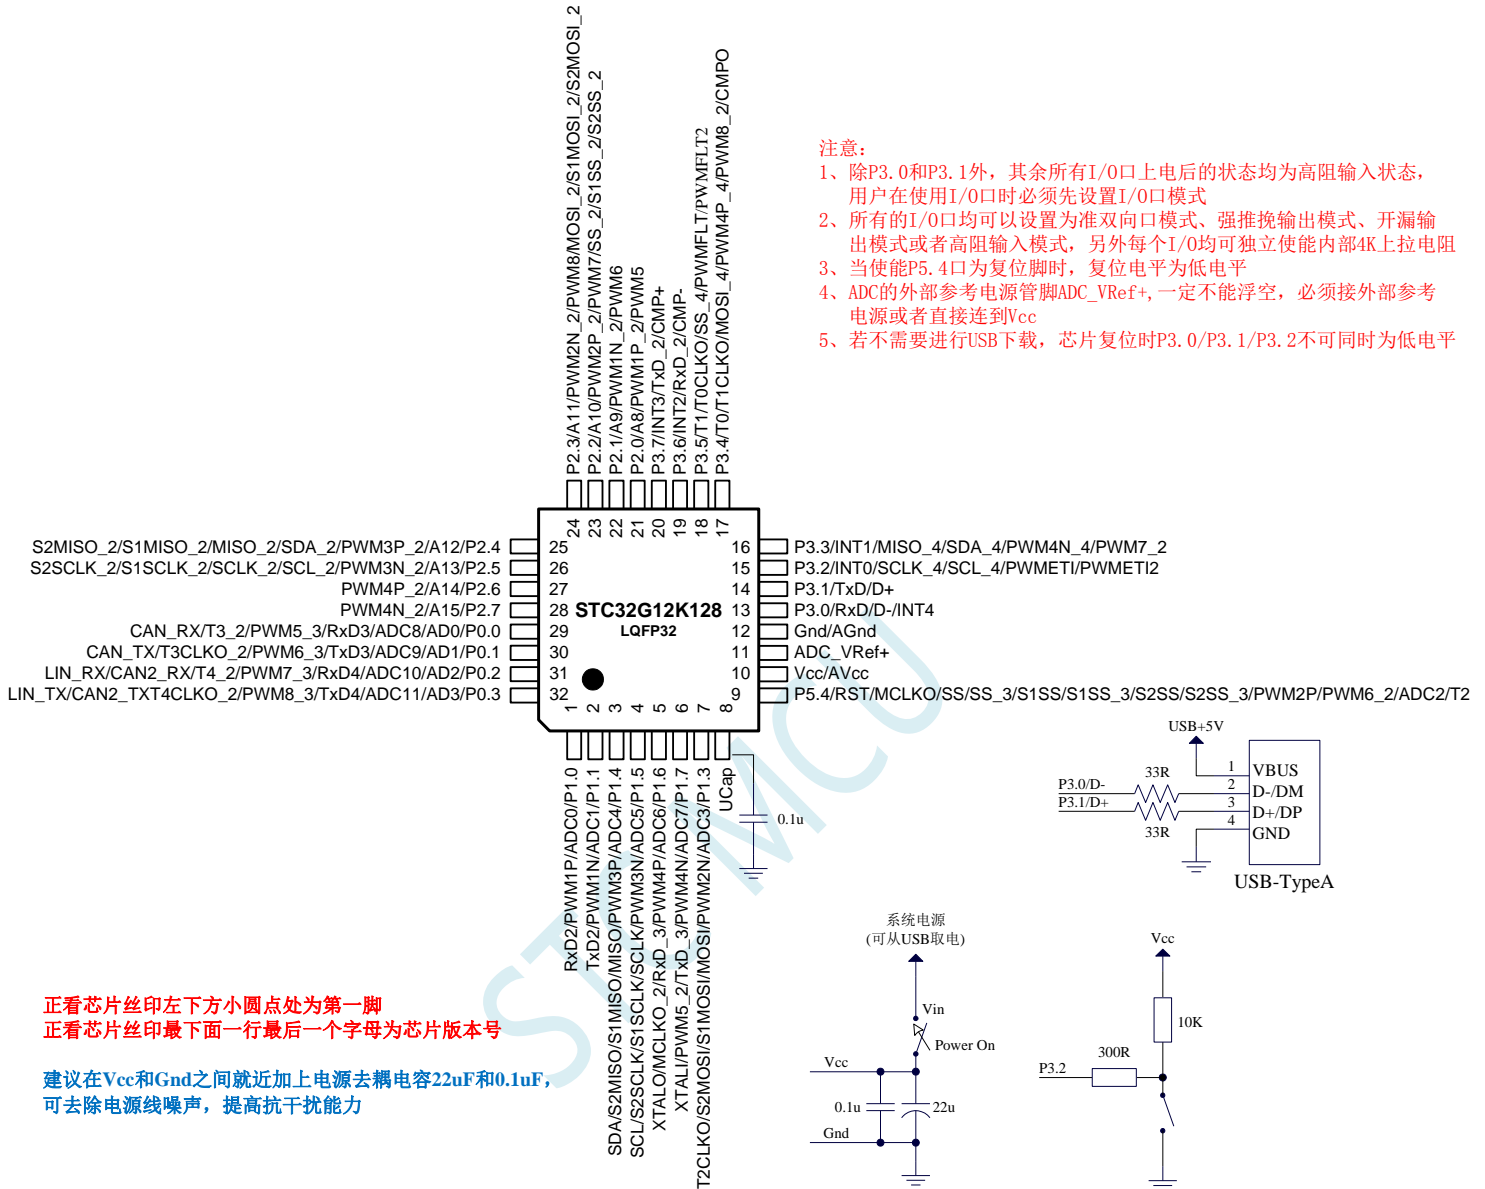 P2.3/A11/PWM2N_2/PWM8/MOSI_2/S1MOSI_2/S2MOSI_2
P2.2/A10/PWM2P_2/PWM7/SS_2/S1SS_2/S2SS_2
P2.1/A9/PWM1N_2/PWM6
P2.0/A8/PWM1P_2/PWM5
P3.7/INT3/TxD_2/CMP+
P3.6/INT2/RxD_2/CMP-
P3.5/T1/T0CLKO/SS_4/PWMFLT/PWMFLT2
P3.4/T0/T1CLKO/MOSI_4/PWM4P_4/PWM8_2/CMPO
注意：
1、除P3.0和P3.1外，其余所有I/O口上电后的状态均为高阻输入状态，
用户在使用I/O口时必须先设置I/O口模式
2、所有的I/O口均可以设置为准双向口模式、强推挽输出模式、开漏输
出模式或者高阻输入模式，另外每个I/O均可独立使能内部4K上拉电阻
3、当使能P5.4口为复位脚时，复位电平为低电平
4、ADC的外部参考电源管脚ADC_VRef+,一定不能浮空，必须接外部参考
电源或者直接连到Vcc
5、若不需要进行USB下载，芯片复位时P3.0/P3.1/P3.2不可同时为低电平
24 23 22 21 20 19 18 17
S2MISO_2/S1MISO_2/MISO_2/SDA_2/PWM3P_2/A12/P2.4 25
S2SCLK_2/S1SCLK_2/SCLK_2/SCL_2/PWM3N_2/A13/P2.5 26
PWM4P_2/A14/P2.6 27
PWM4N_2/A15/P2.7 28
CAN_RX/T3_2/PWM5_3/RxD3/ADC8/AD0/P0.0 29
CAN_TX/T3CLKO_2/PWM6_3/TxD3/ADC9/AD1/P0.1 30
LIN_RX/CAN2_RX/T4_2/PWM7_3/RxD4/ADC10/AD2/P0.2 31
LIN_TX/CAN2_TXT4CLKO_2/PWM8_3/TxD4/ADC11/AD3/P0.3 32
STC32G12K128
LQFP32
16 P3.3/INT1/MISO_4/SDA_4/PWM4N_4/PWM7_2
15 P3.2/INT0/SCLK_4/SCL_4/PWMETI/PWMETI2
14 P3.1/TxD/D+
13 P3.0/RxD/D-/INT4
12 Gnd/AGnd
11 ADC_VRef+
10 Vcc/AVcc
9 P5.4/RST/MCLKO/SS/SS_3/S1SS/S1SS_3/S2SS/S2SS_3/PWM2P/PWM6_2/ADC2/T2
1 2 3 4 5 6 7 8
RxD2/PWM1P/ADC0/P1.0
TxD2/PWM1N/ADC1/P1.1
SDA/S2MISO/S1MISO/MISO/PWM3P/ADC4/P1.4
SCL/S2SCLK/S1SCLK/SCLK/PWM3N/ADC5/P1.5
XTALO/MCLKO_2/RxD_3/PWM4P/ADC6/P1.6
XTALI/PWM5_2/TxD_3/PWM4N/ADC7/P1.7
T2CLKO/S2MOSI/S1MOSI/MOSI/PWM2N/ADC3/P1.3
UCap
0.1u
STC MCU
USB+5V
33R
P3.0/D-
P3.1/D+
33R
1 VBUS
2 D-/DM
3 D+/DP
4 GND
USB-TypeA
系统电源
(可从USB取电)
Vin
Power On
Vcc
0.1u
22u
Gnd
Vcc
10K
300R
P3.2
正看芯片丝印左下方小圆点处为第一脚
正看芯片丝印最下面一行最后一个字母为芯片版本号
建议在Vcc和Gnd之间就近加上电源去耦电容22uF和0.1uF，
可去除电源线噪声，提高抗干扰能力